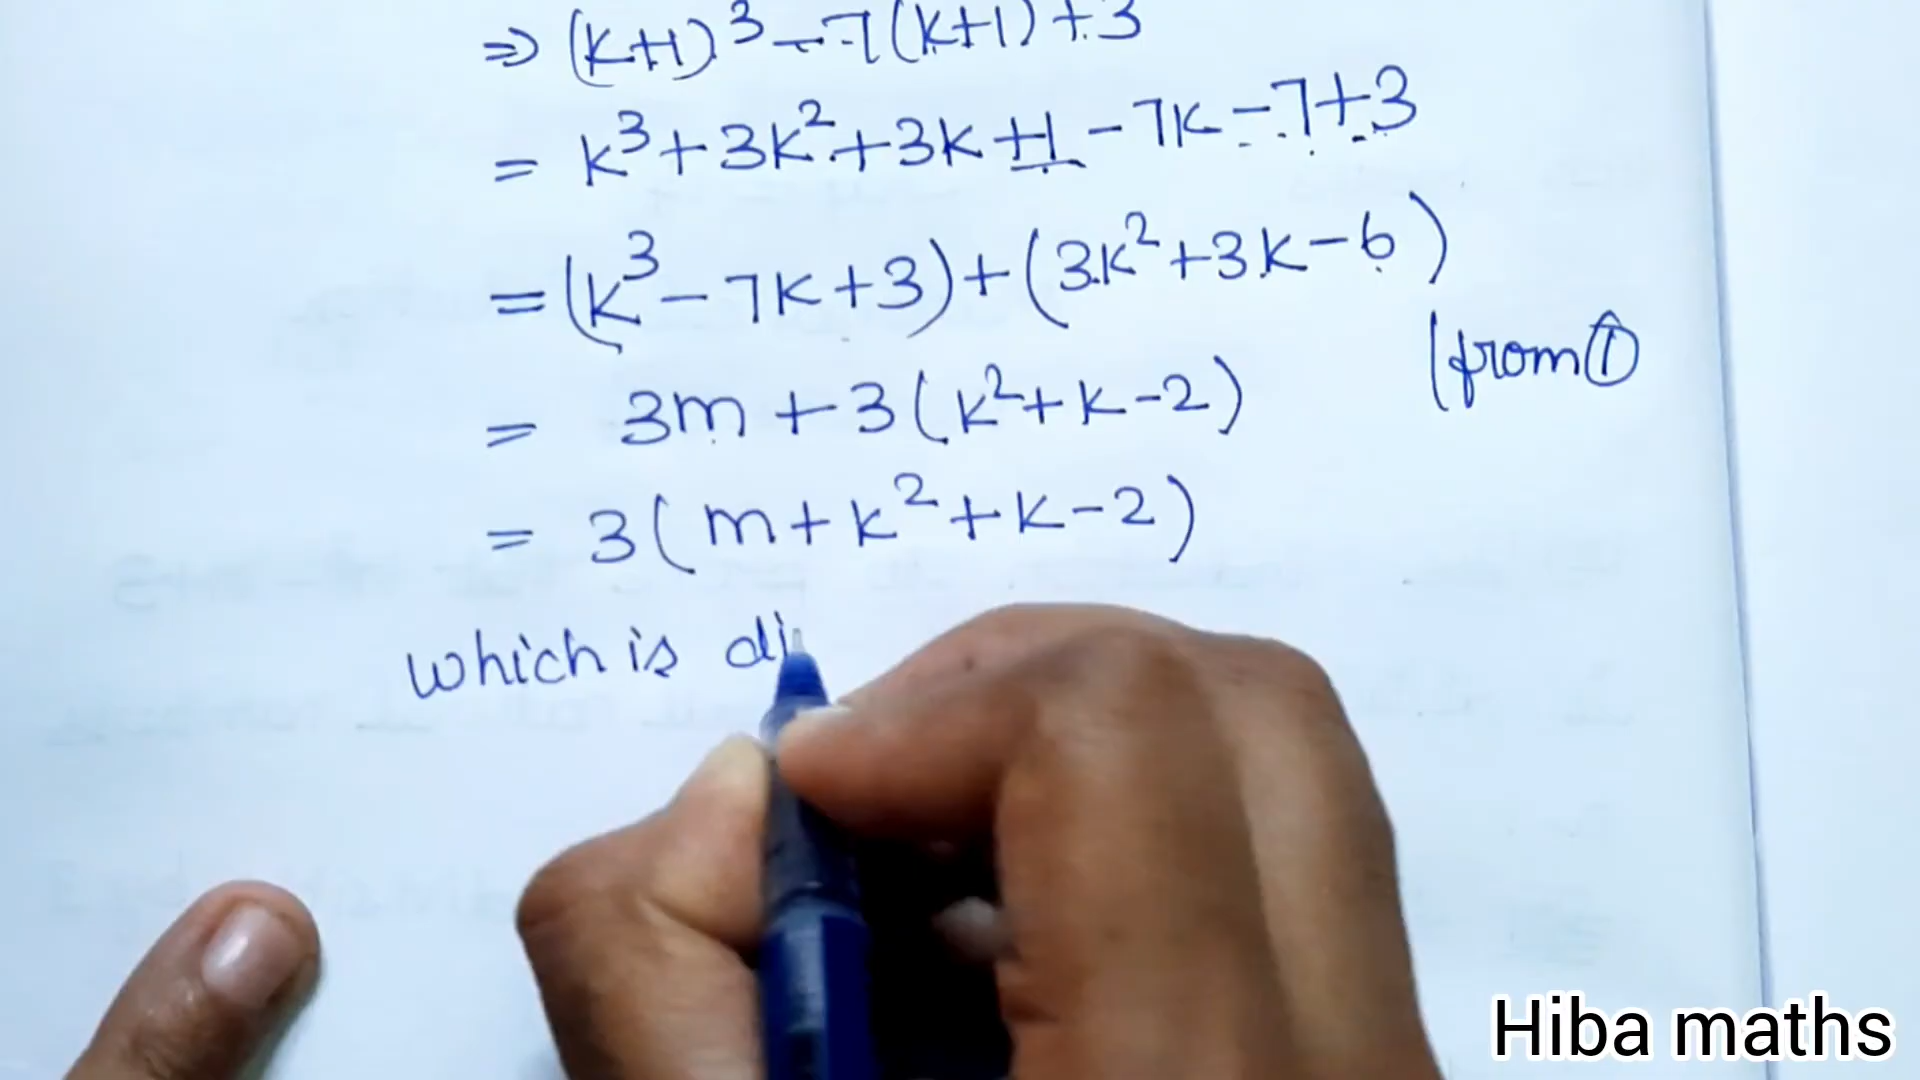 ⇒ (k+1)³ - 7(k+1) + 3
= k³ + 3k² + 3k + 1 - 7k - 7 + 3
= (k³ - 7k + 3) + (3k² + 3k - 6)
(from ①
= 3m + 3(k² + k - 2)
= 3(m + k² + k - 2)
which is di
Hiba maths